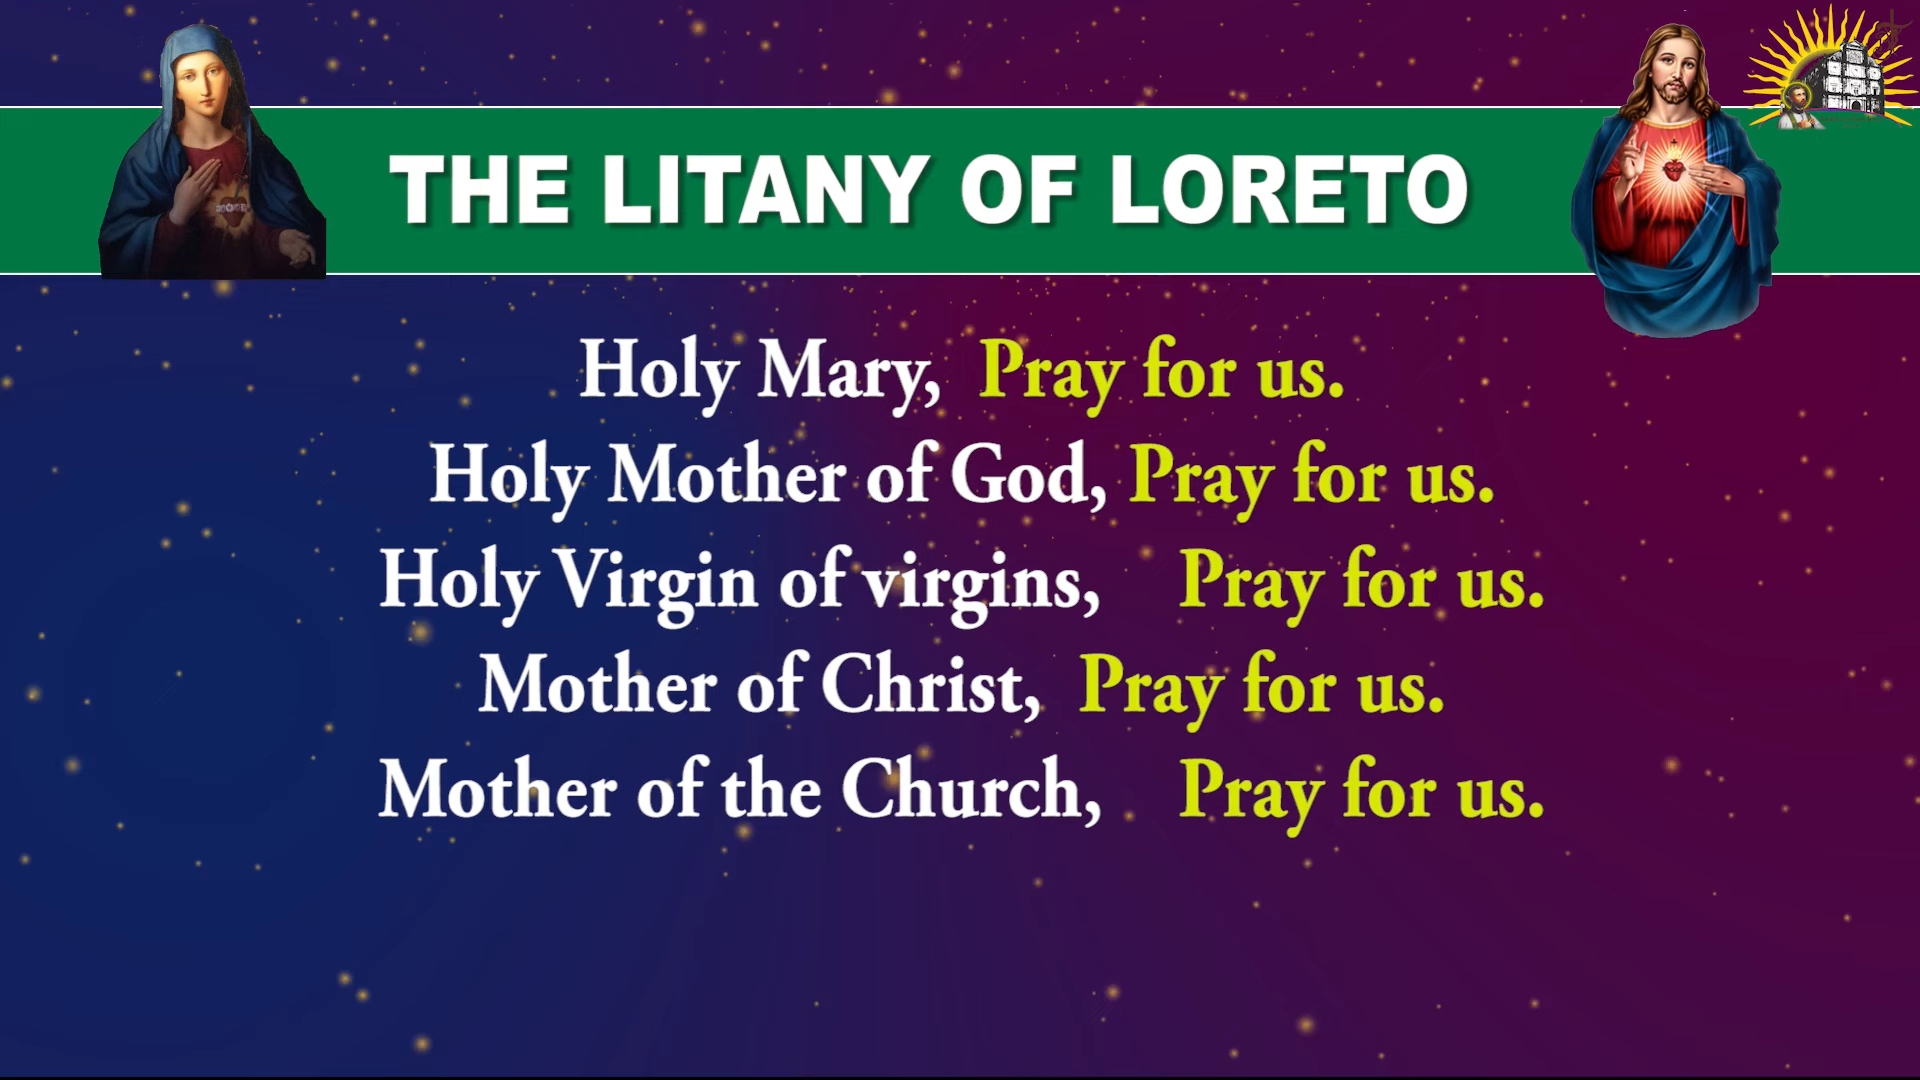 THE LITANY OF LORETO
Holy Mary, Pray for us.
Holy Mother of God, Pray for us.
Holy Virgin of virgins, Pray for us.
Mother of Christ, Pray for us.
Mother of the Church, Pray for us.